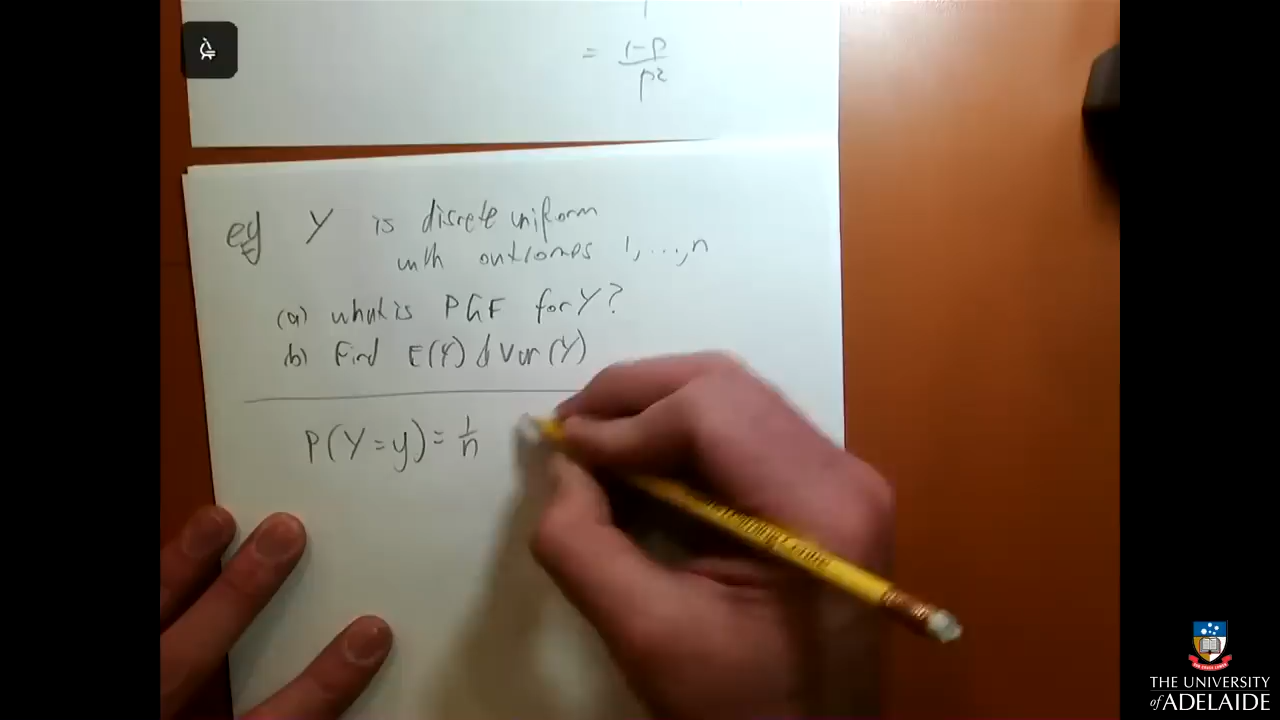 = 1-p
p²
eg Y is discrete uniform
with outcomes 1, ..., n
(a) what is PGF for Y?
(b) Find E(Y) & Var(Y)
P(Y=y) = 1/n
THE UNIVERSITY
of ADELAIDE